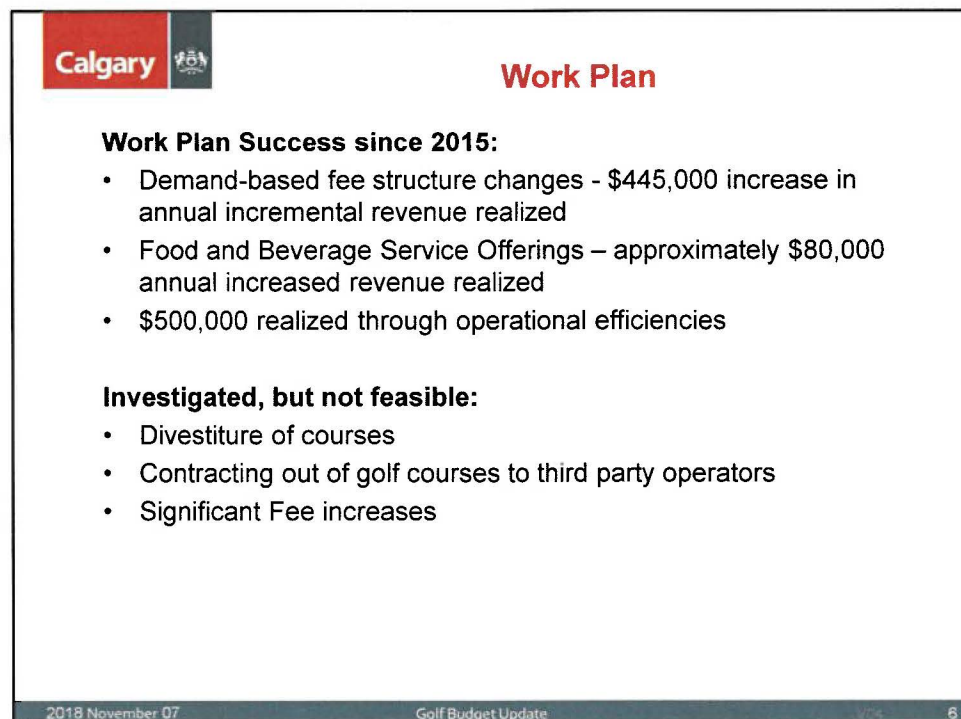 Calgary
Work Plan
Work Plan Success since 2015:
• Demand-based fee structure changes - $445,000 increase in
annual incremental revenue realized
• Food and Beverage Service Offerings – approximately $80,000
annual increased revenue realized
• $500,000 realized through operational efficiencies
Investigated, but not feasible:
• Divestiture of courses
• Contracting out of golf courses to third party operators
• Significant Fee increases
2018 November 07 Golf Budget Update 6